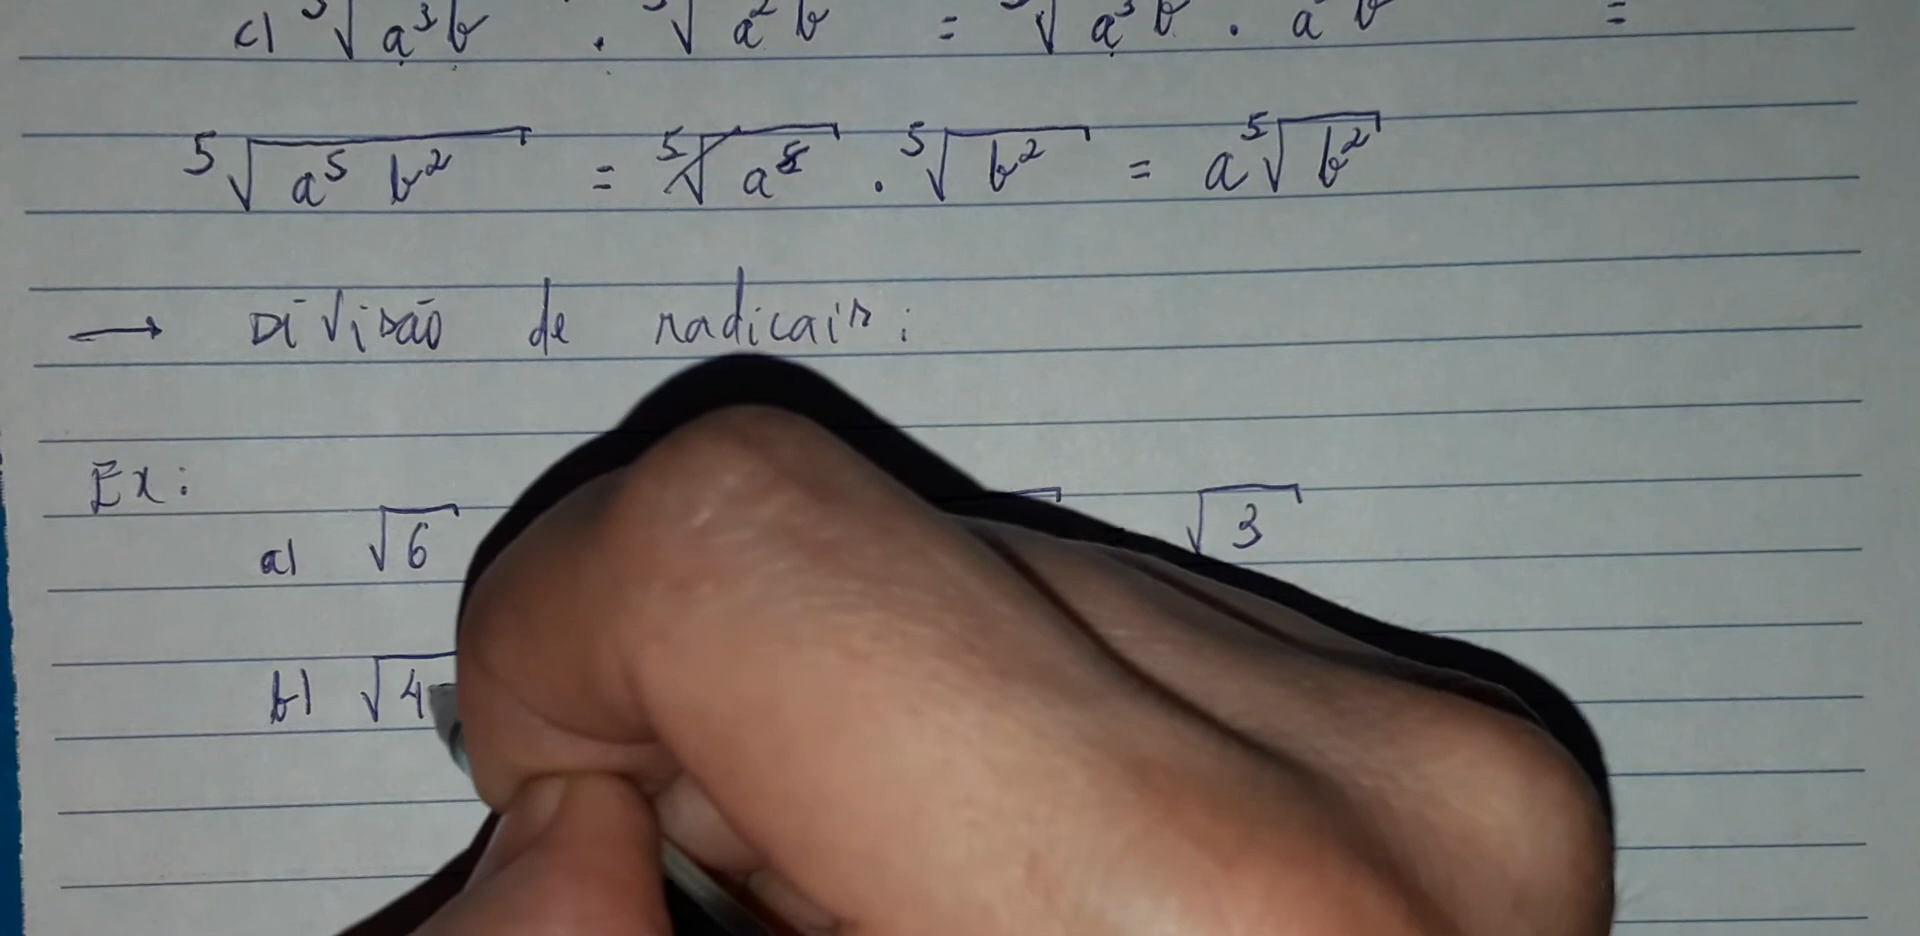 c) ∛ a³b . √ a²b = √ a³b . a b =
⁵√ a⁵ b² = ⁵√ a⁵ . ⁵√ b² = a ⁵√ b²
→ Divisão de radicais:
Ex:
a) √6 √3
b) √4